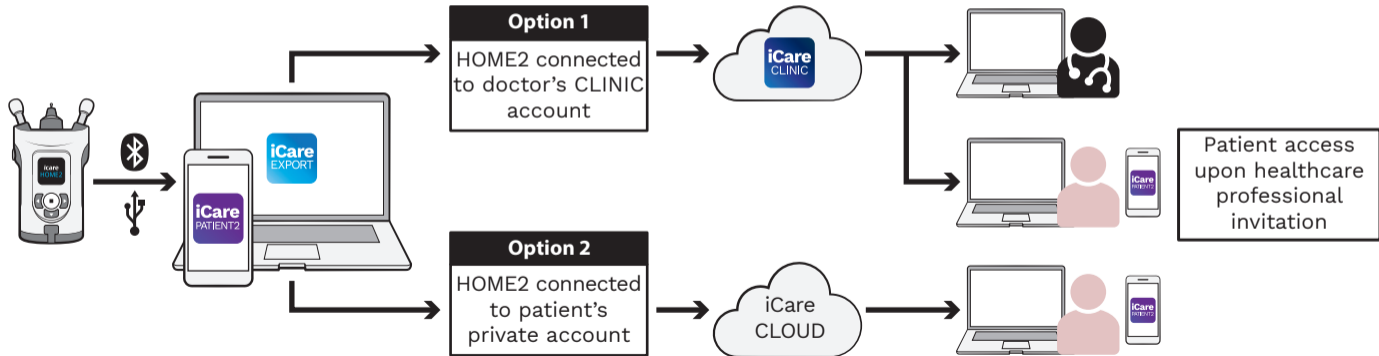 icare
HOME2
iCare
PATIENT2
iCare
EXPORT
Option 1
HOME2 connected
to doctor's CLINIC
account
iCare
CLINIC
iCare
PATIENT2
Patient access
upon healthcare
professional
invitation
Option 2
HOME2 connected
to patient's
private account
iCare
CLOUD
iCare
PATIENT2